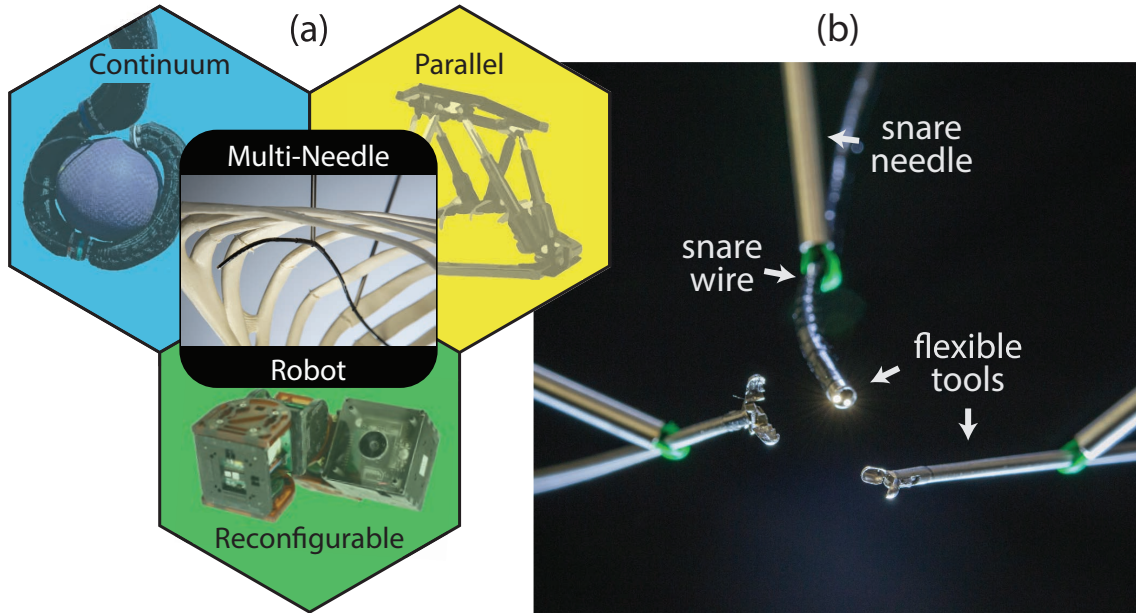 (a)
Continuum
Parallel
Multi-Needle
Robot
Reconfigurable
(b)
snare
needle
snare
wire
flexible
tools